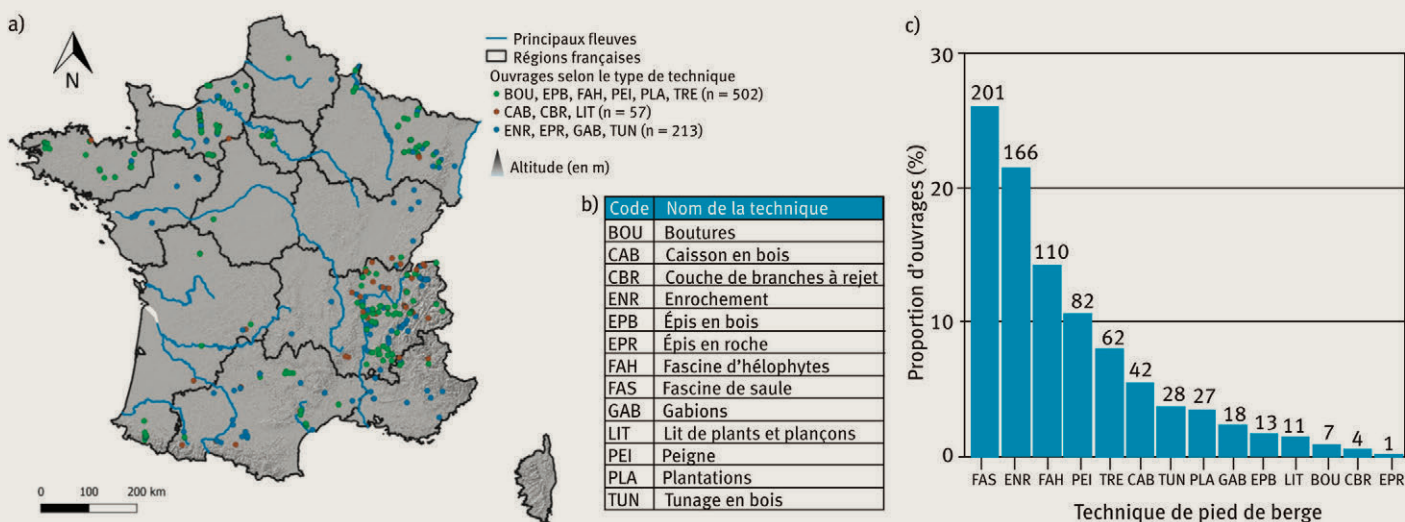 a)
N
Principaux fleuves
Régions françaises
Ouvrages selon le type de technique
BOU, EPB, FAH, PEI, PLA, TRE (n = 502)
CAB, CBR, LIT (n = 57)
ENR, EPR, GAB, TUN (n = 213)
Altitude (en m)
0 100 200 km
b)
Code Nom de la technique
BOU Boutures
CAB Caisson en bois
CBR Couche de branches à rejet
ENR Enrochement
EPB Épis en bois
EPR Épis en roche
FAH Fascine d'hélophytes
FAS Fascine de saule
GAB Gabions
LIT Lit de plants et plançons
PEI Peigne
PLA Plantations
TUN Tunage en bois
c)
Proportion d'ouvrages (%)
30
20
10
0
201 166 110 82 62 42 28 27 18 13 11 7 4 1
FAS ENR FAH PEI TRE CAB TUN PLA GAB EPB LIT BOU CBR EPR
Technique de pied de berge